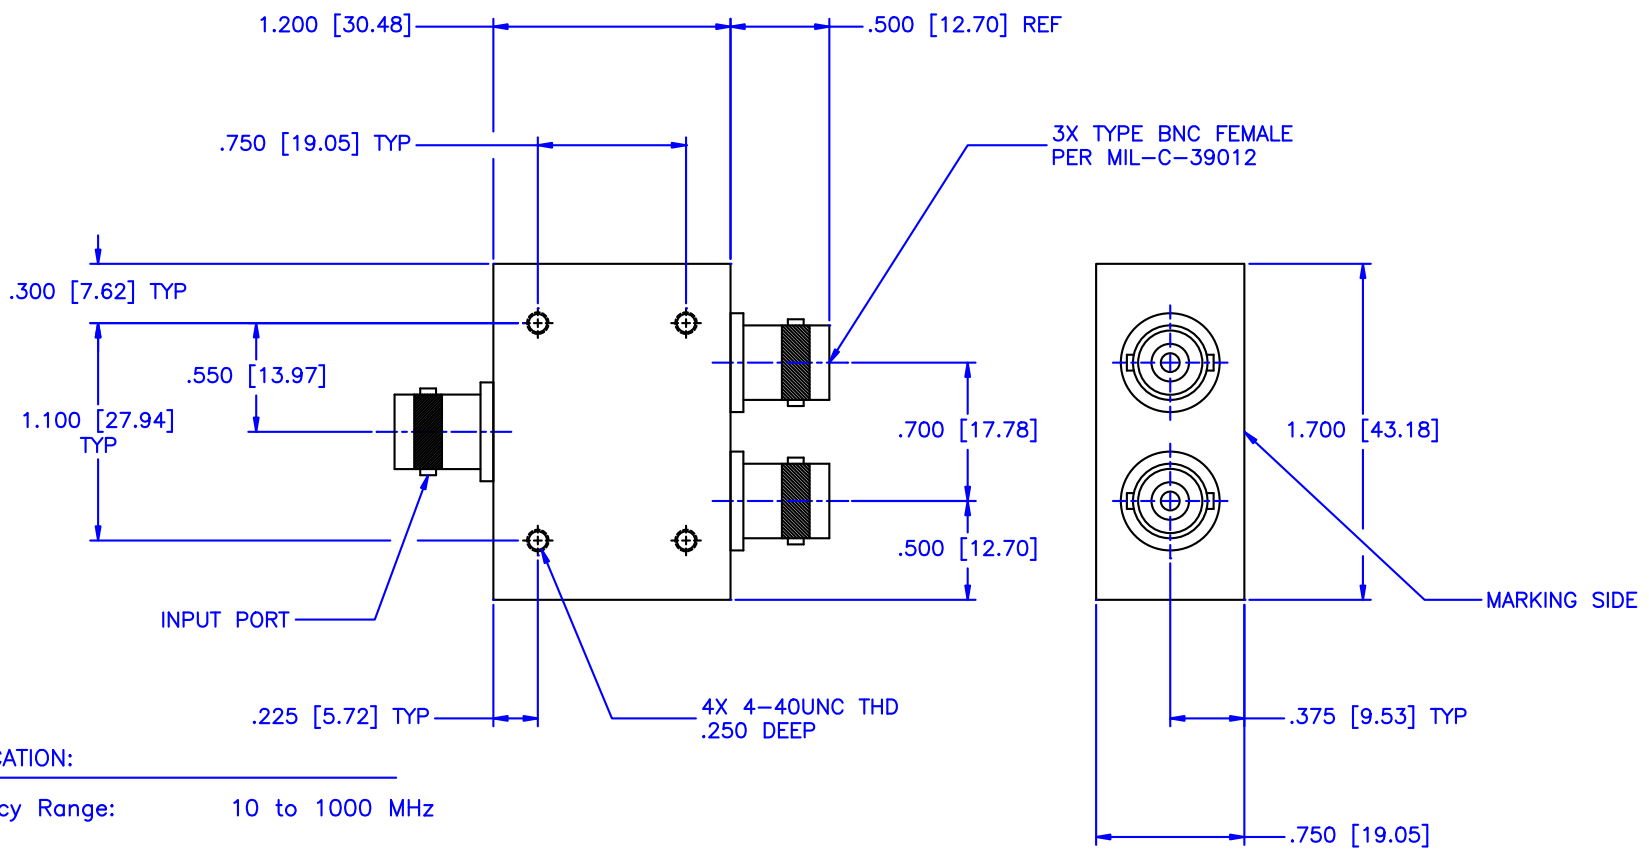 1.200 [30.48]
.500 [12.70] REF
.750 [19.05] TYP
3X TYPE BNC FEMALE
PER MIL-C-39012
.300 [7.62] TYP
.550 [13.97]
1.100 [27.94]
TYP
.700 [17.78]
1.700 [43.18]
.500 [12.70]
INPUT PORT
MARKING SIDE
.225 [5.72] TYP
4X 4-40UNC THD
.250 DEEP
.375 [9.53] TYP
CATION:
cy Range: 10 to 1000 MHz
.750 [19.05]